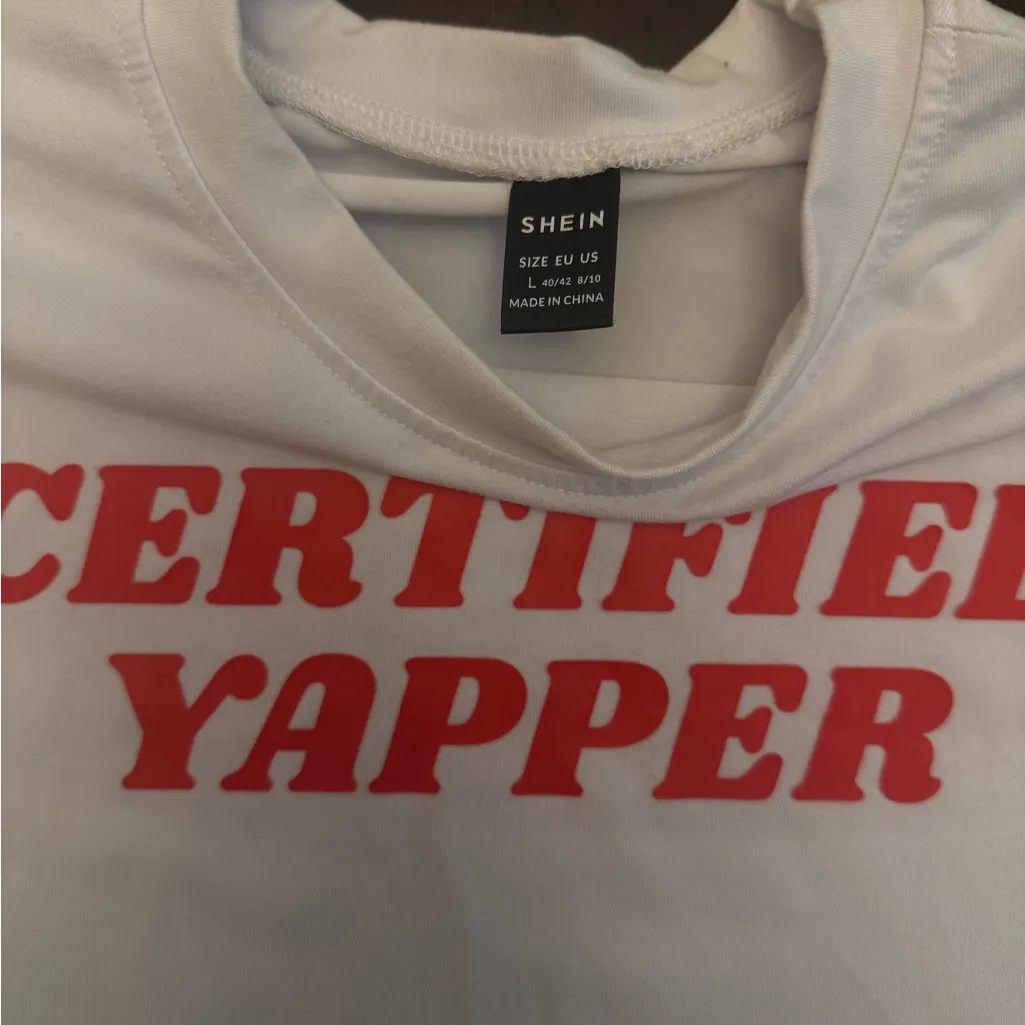 SHEIN
SIZE EU US
L 40/42 8/10
MADE IN CHINA
CERTIFIED
YAPPER